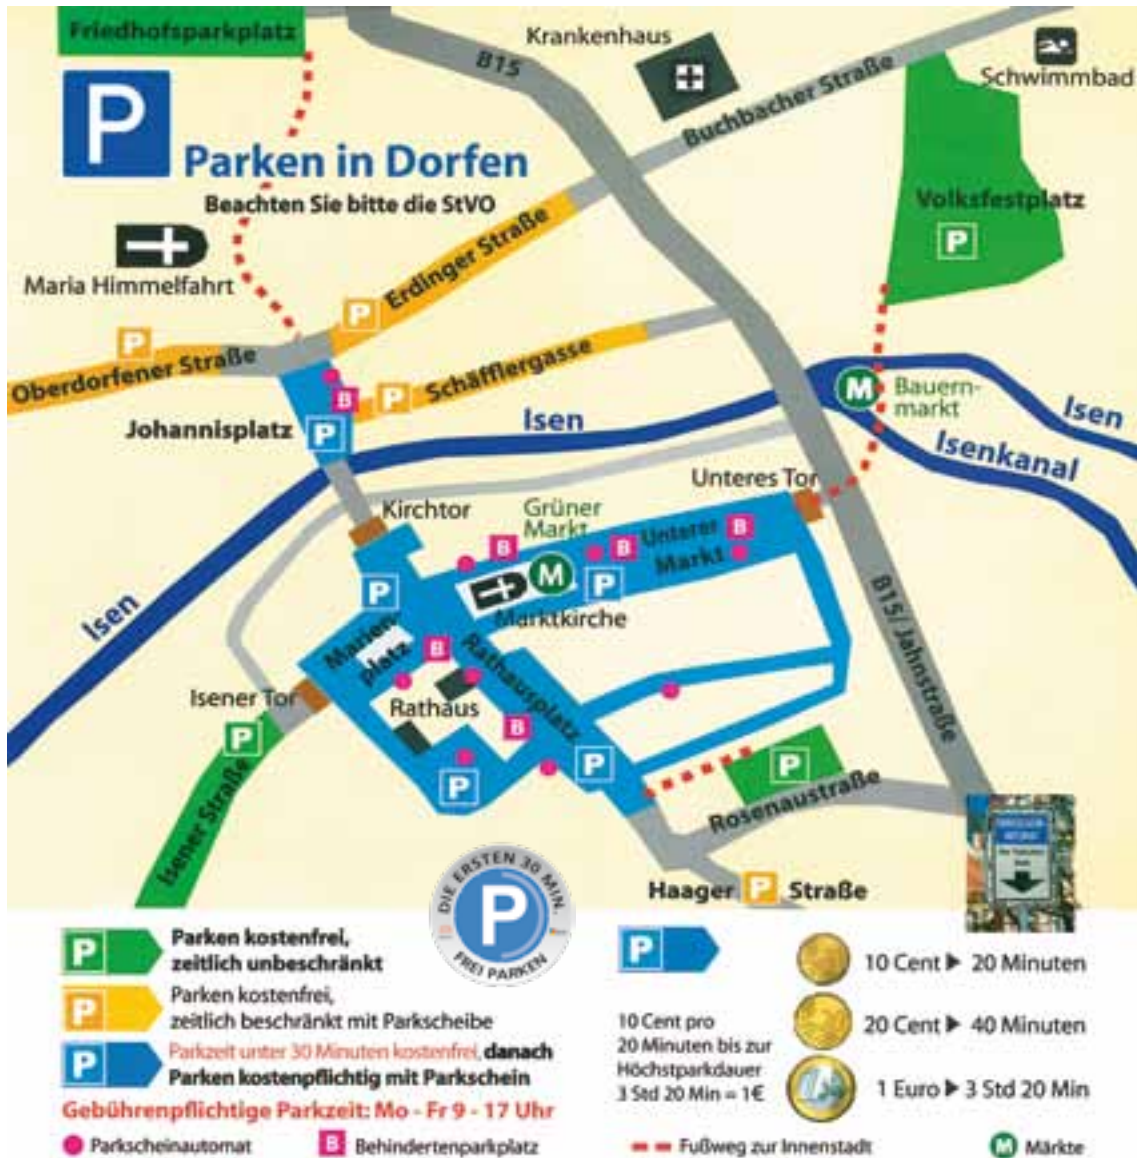 Friedhofsparkplatz
Krankenhaus
B15
Schwimmbad
Buchbacher Straße
P
Parken in Dorfen
Beachten Sie bitte die StVO
Volksfestplatz
P
Erdinger Straße
Maria Himmelfahrt
P
P
Oberdorfener Straße
Schäfflergasse
P
B
M
Bauern-
markt
Johannisplatz
P
Isen
Isen
Isenkanal
Unteres Tor
Kirchtor
Grüner
Markt
B
B
B
Unterer
Markt
M
P
P
Marktkirche
B15/Jahnstraße
Isen
Marien-
platz
B
Rathausplatz
Isener Tor
Rathaus
B
P
P
P
P
Rosenaustraße
Isener Straße
Haager P Straße
DIE ERSTEN 30 MIN.
P
FREI PARKEN
P
Parken kostenfrei,
zeitlich unbeschränkt
P
Parken kostenfrei,
zeitlich beschränkt mit Parkscheibe
P
Parkzeit unter 30 Minuten kostenfrei, danach
Parken kostenpflichtig mit Parkschein
Gebührenpflichtige Parkzeit: Mo - Fr 9 - 17 Uhr
Parkscheinautomat
B Behindertenparkplatz
P
10 Cent pro
20 Minuten bis zur
Höchstparkdauer
3 Std 20 Min = 1€
10 Cent 20 Minuten
20 Cent 40 Minuten
1 Euro 3 Std 20 Min
Fußweg zur Innenstadt
M Märkte